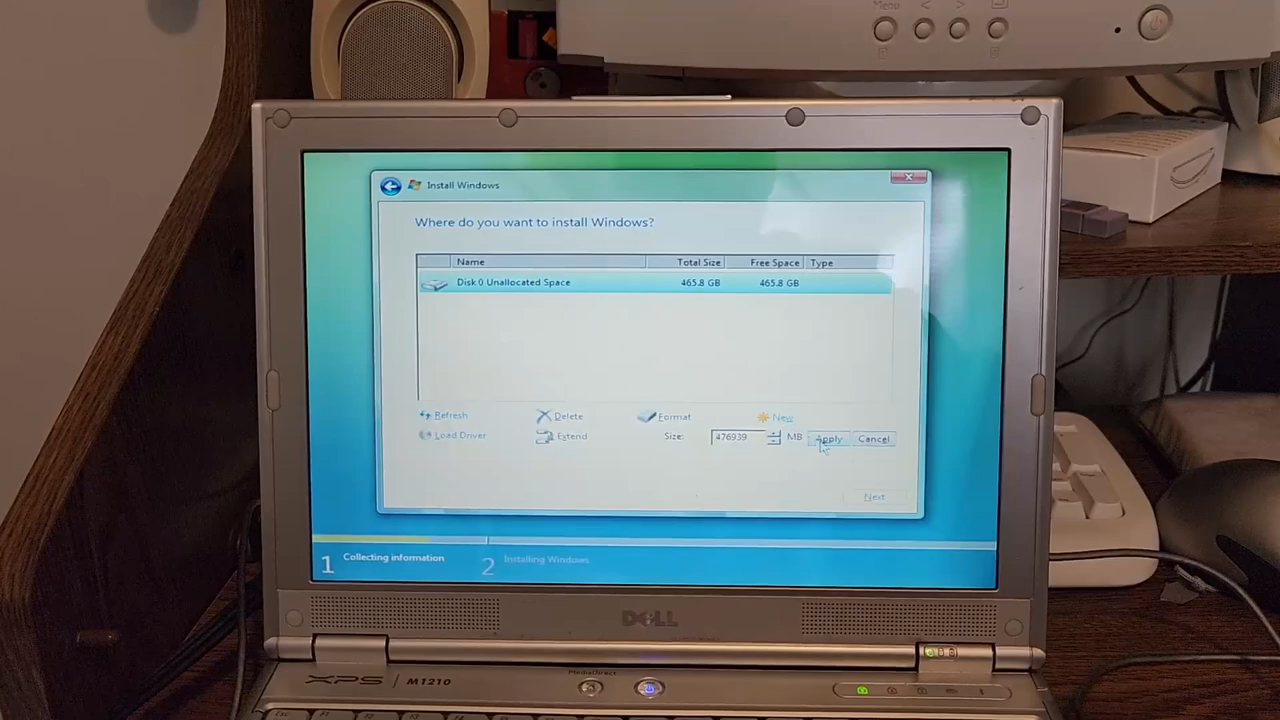 Menu < >
Install Windows
Where do you want to install Windows?
Name Total Size Free Space Type
Disk 0 Unallocated Space 465.8 GB 465.8 GB
Refresh Delete Format New
Load Driver Extend Size: 476939 MB Apply Cancel
Next
1 Collecting information 2 Installing Windows
DELL
MediaDirect
XPS | M1210